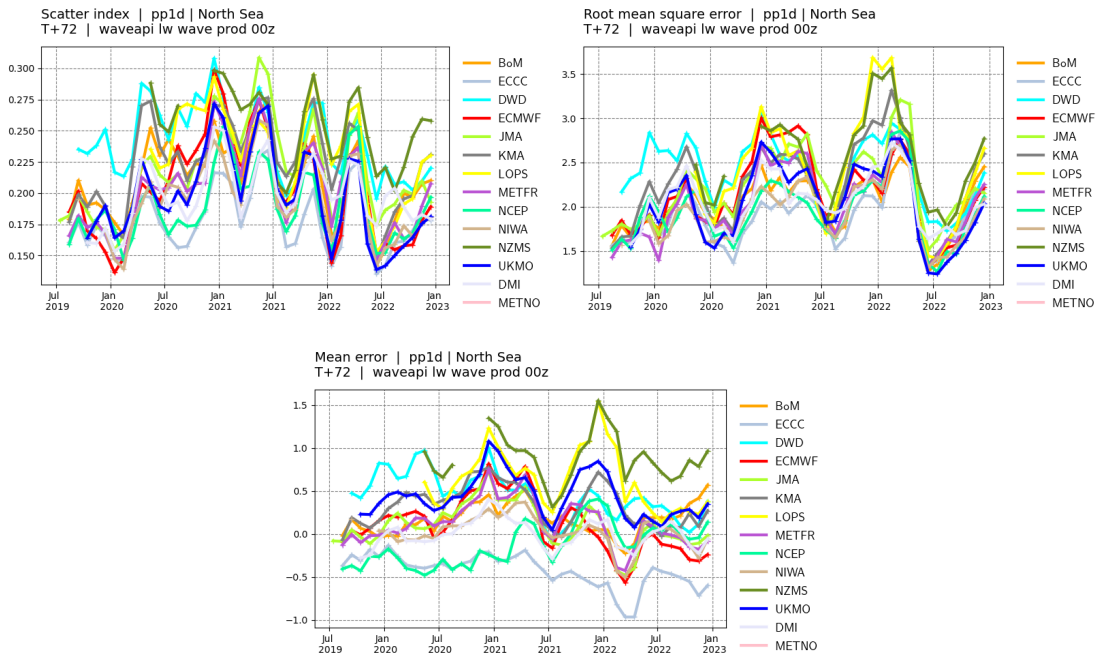 Scatter index | pp1d | North Sea
T+72 | waveapi lw wave prod 00z
0.300
0.275
0.250
0.225
0.200
0.175
0.150
Jul 2019
Jan 2020
Jul 2020
Jan 2021
Jul 2021
Jan 2022
Jul 2022
Jan 2023
BoM
ECCC
DWD
ECMWF
JMA
KMA
LOPS
METFR
NCEP
NIWA
NZMS
UKMO
DMI
METNO
Root mean square error | pp1d | North Sea
T+72 | waveapi lw wave prod 00z
3.5
3.0
2.5
2.0
1.5
Jul 2019
Jan 2020
Jul 2020
Jan 2021
Jul 2021
Jan 2022
Jul 2022
Jan 2023
BoM
ECCC
DWD
ECMWF
JMA
KMA
LOPS
METFR
NCEP
NIWA
NZMS
UKMO
DMI
METNO
Mean error | pp1d | North Sea
T+72 | waveapi lw wave prod 00z
1.5
1.0
0.5
0.0
−0.5
−1.0
Jul 2019
Jan 2020
Jul 2020
Jan 2021
Jul 2021
Jan 2022
Jul 2022
Jan 2023
BoM
ECCC
DWD
ECMWF
JMA
KMA
LOPS
METFR
NCEP
NIWA
NZMS
UKMO
DMI
METNO